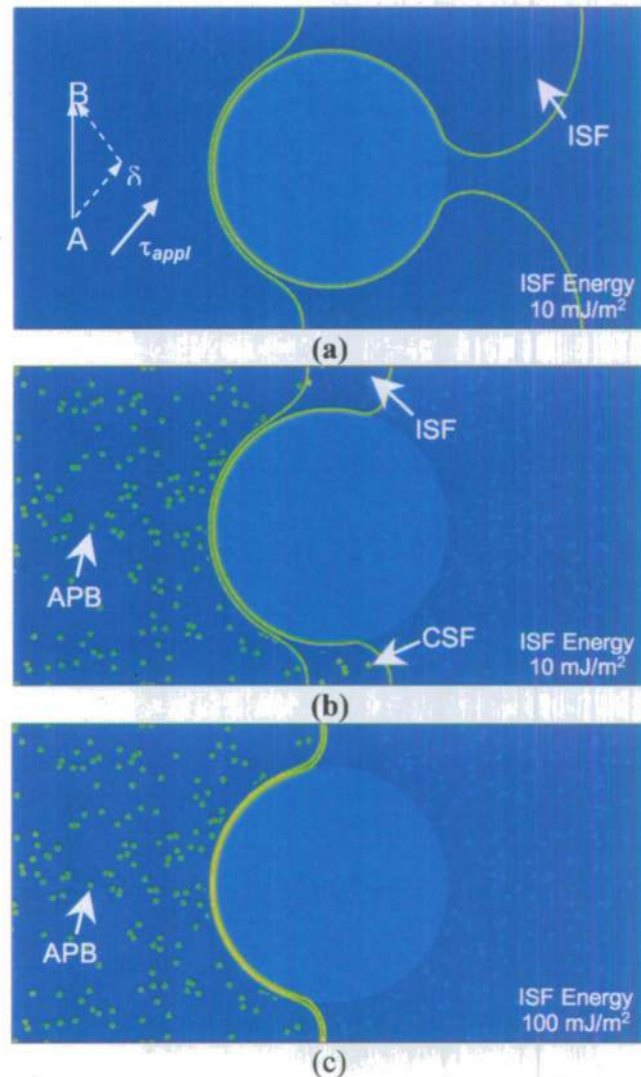 B
δ
A
τappl
ISF
ISF Energy
10 mJ/m²
(a)
ISF
APB
CSF
ISF Energy
10 mJ/m²
(b)
APB
ISF Energy
100 mJ/m²
(c)